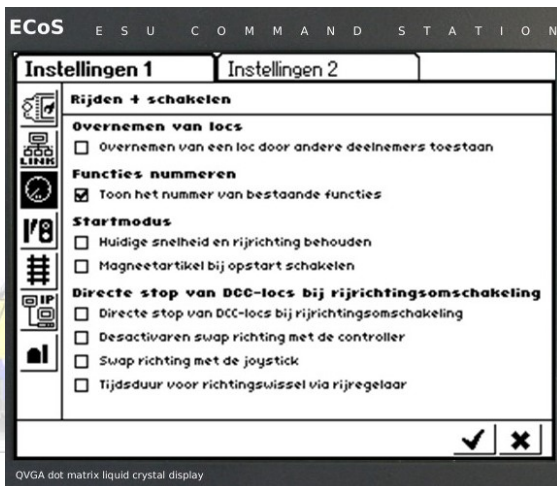 ECoS ESU COMMAND STATION
Instellingen 1 Instellingen 2
Rijden + schakelen
Overnemen van locs
Overnemen van een loc door andere deelnemers toestaan
LINK
Functies nummeren
Toon het nummer van bestaande functies
Startmodus
Huidige snelheid en rijrichting behouden
Magneetartikel bij opstart schakelen
Directe stop van DCC-locs bij rijrichtingsomschakeling
IP
Directe stop van DCC-locs bij rijrichtingsomschakeling
Desactivaren swap richting met de controller
Swap richting met de joystick
Tijdsduur voor richtingswissel via rijregelaar
QVGA dot matrix liquid crystal display